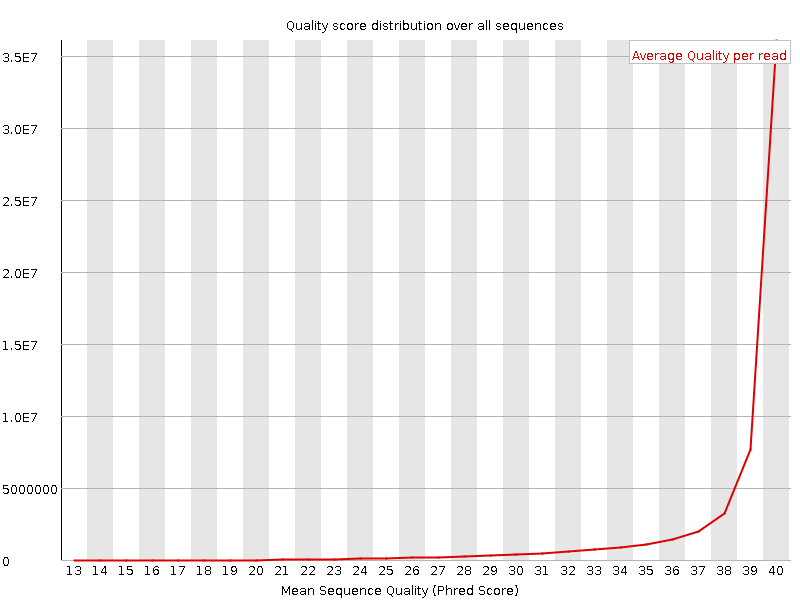 Quality score distribution over all sequences
Average Quality per read
3.5E7
3.0E7
2.5E7
2.0E7
1.5E7
1.0E7
5000000
0
13 14 15 16 17 18 19 20 21 22 23 24 25 26 27 28 29 30 31 32 33 34 35 36 37 38 39 40
Mean Sequence Quality (Phred Score)